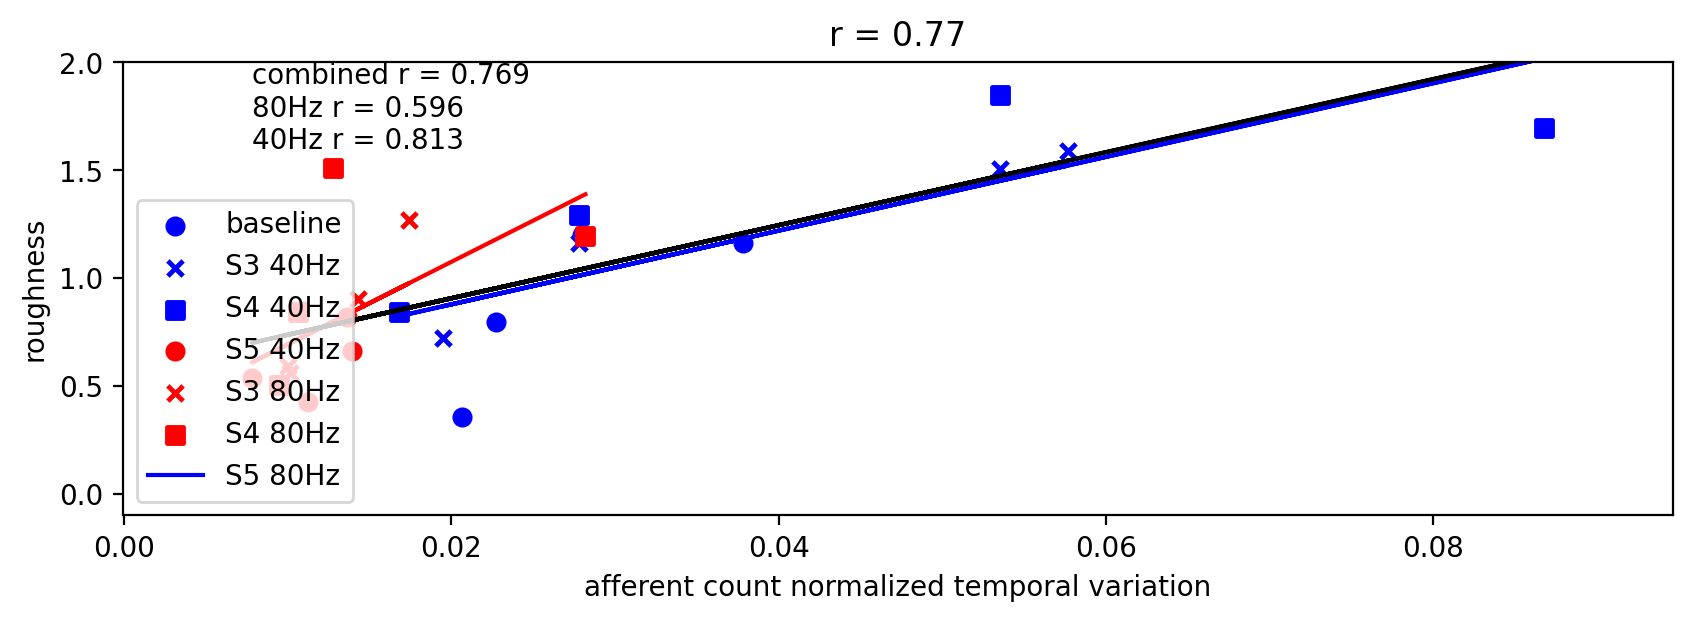 r = 0.77
combined r = 0.769
80Hz r = 0.596
40Hz r = 0.813
baseline
S3 40Hz
S4 40Hz
S5 40Hz
S3 80Hz
S4 80Hz
S5 80Hz
roughness
2.0
1.5
1.0
0.5
0.0
0.00 0.02 0.04 0.06 0.08
afferent count normalized temporal variation